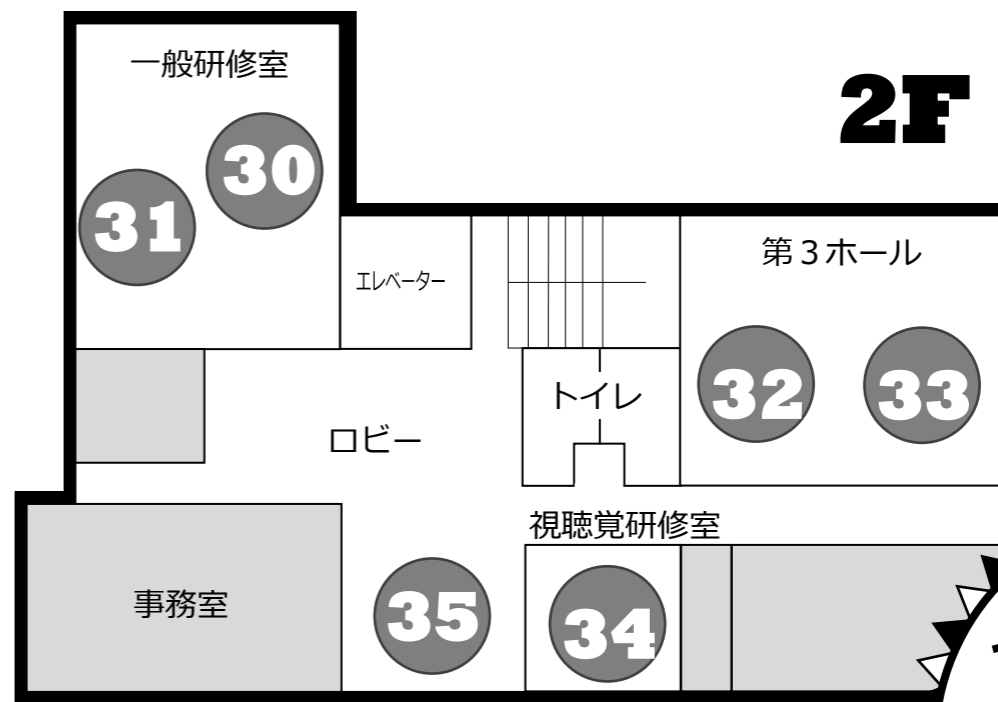 一般研修室
2F
30
31
エレベーター
第3ホール
32
33
トイレ
ロビー
視聴覚研修室
事務室
35
34